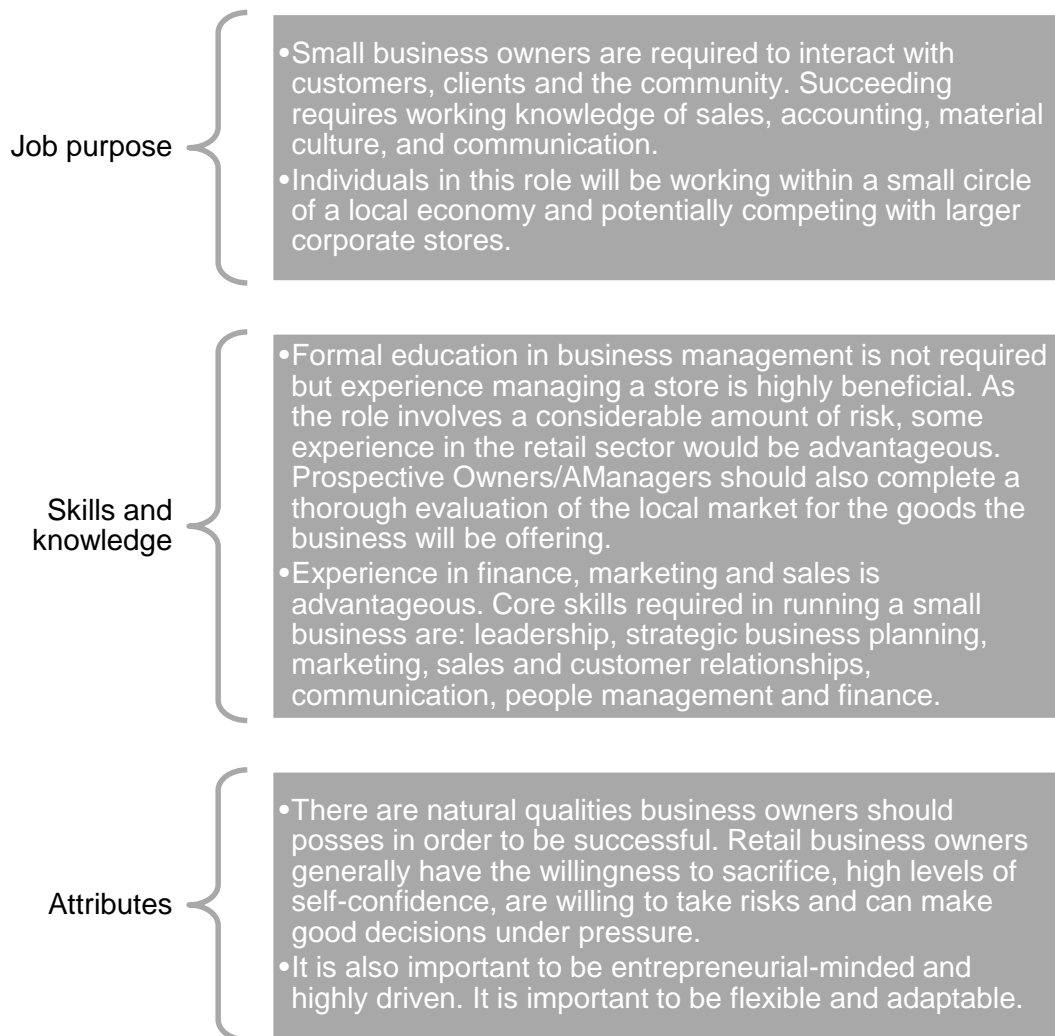 Job purpose
•Small business owners are required to interact with
customers, clients and the community. Succeeding
requires working knowledge of sales, accounting, material
culture, and communication.
•Individuals in this role will be working within a small circle
of a local economy and potentially competing with larger
corporate stores.
Skills and
knowledge
•Formal education in business management is not required
but experience managing a store is highly beneficial. As
the role involves a considerable amount of risk, some
experience in the retail sector would be advantageous.
Prospective Owners/AManagers should also complete a
thorough evaluation of the local market for the goods the
business will be offering.
•Experience in finance, marketing and sales is
advantageous. Core skills required in running a small
business are: leadership, strategic business planning,
marketing, sales and customer relationships,
communication, people management and finance.
Attributes
•There are natural qualities business owners should
posses in order to be successful. Retail business owners
generally have the willingness to sacrifice, high levels of
self-confidence, are willing to take risks and can make
good decisions under pressure.
•It is also important to be entrepreneurial-minded and
highly driven. It is important to be flexible and adaptable.